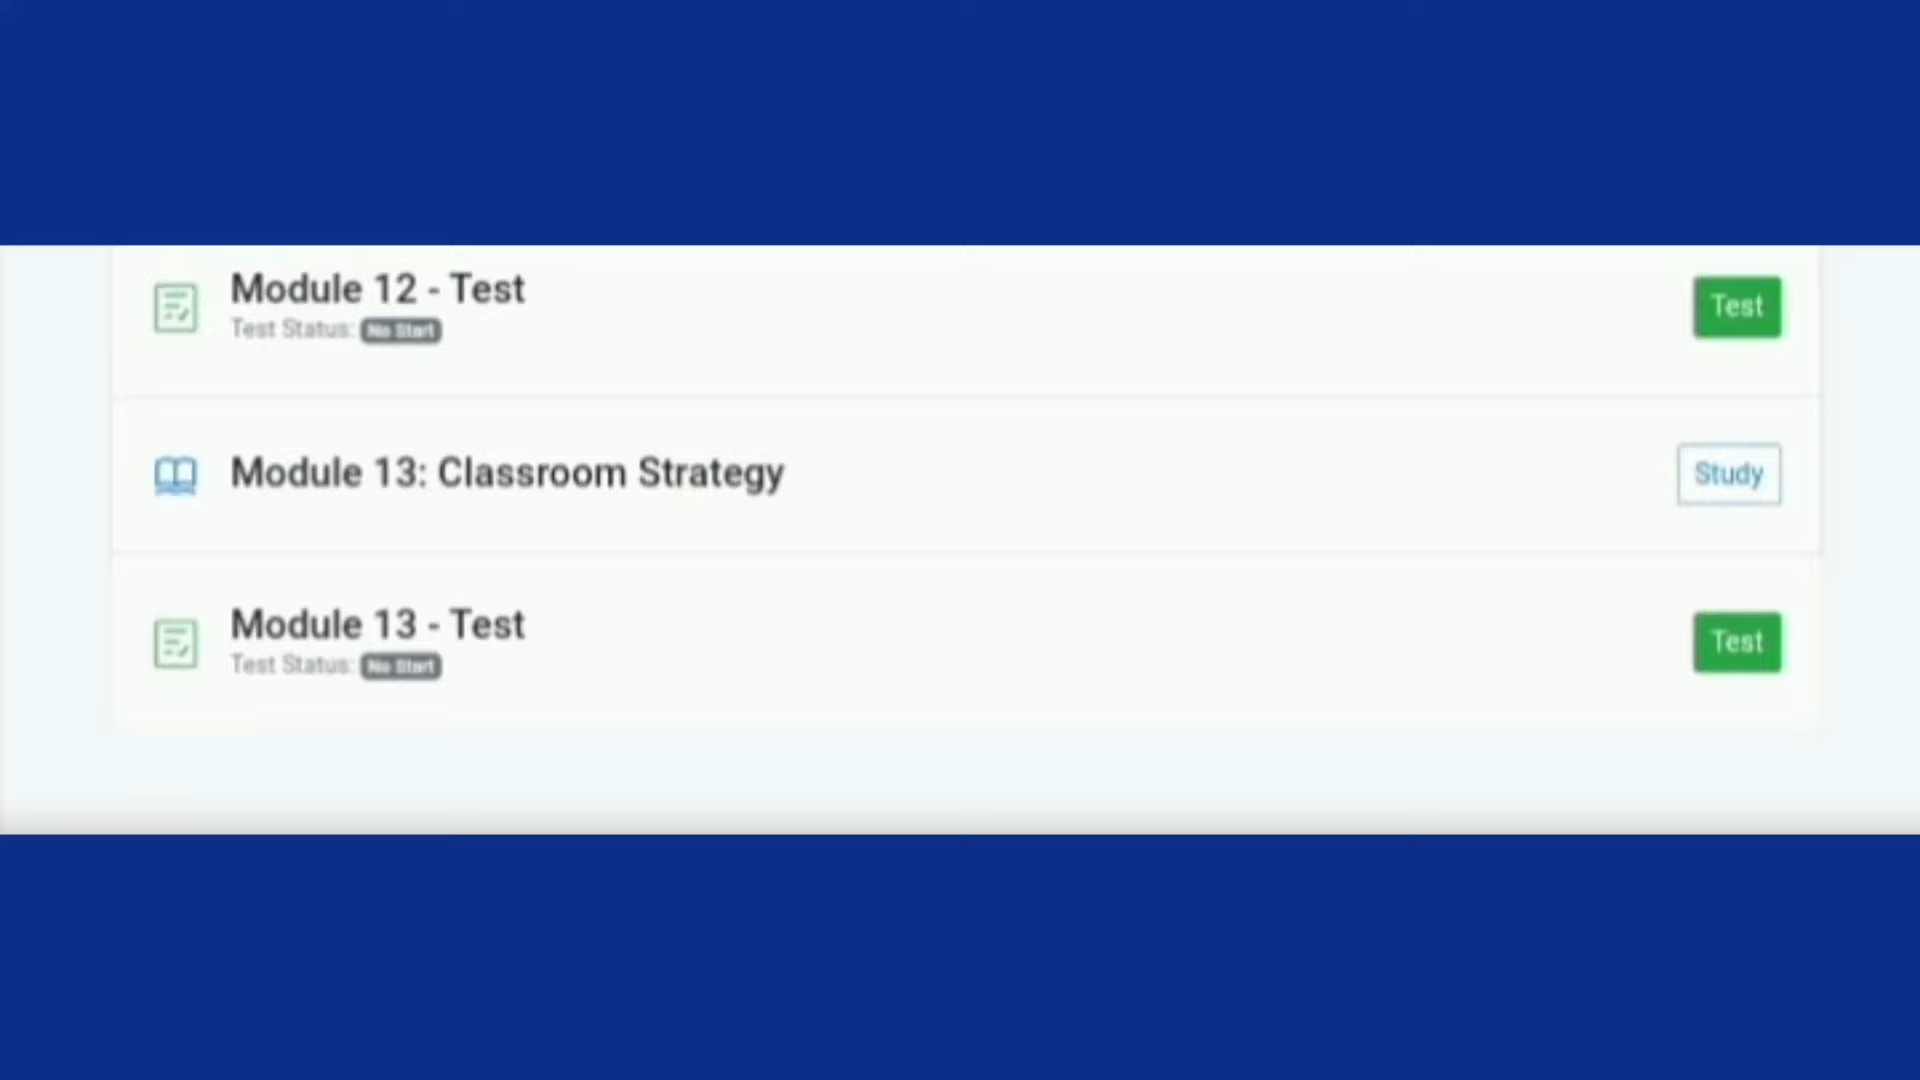 Module 12 - Test
Test Status: No Start
Test
Module 13: Classroom Strategy
Study
Module 13 - Test
Test Status: No Start
Test